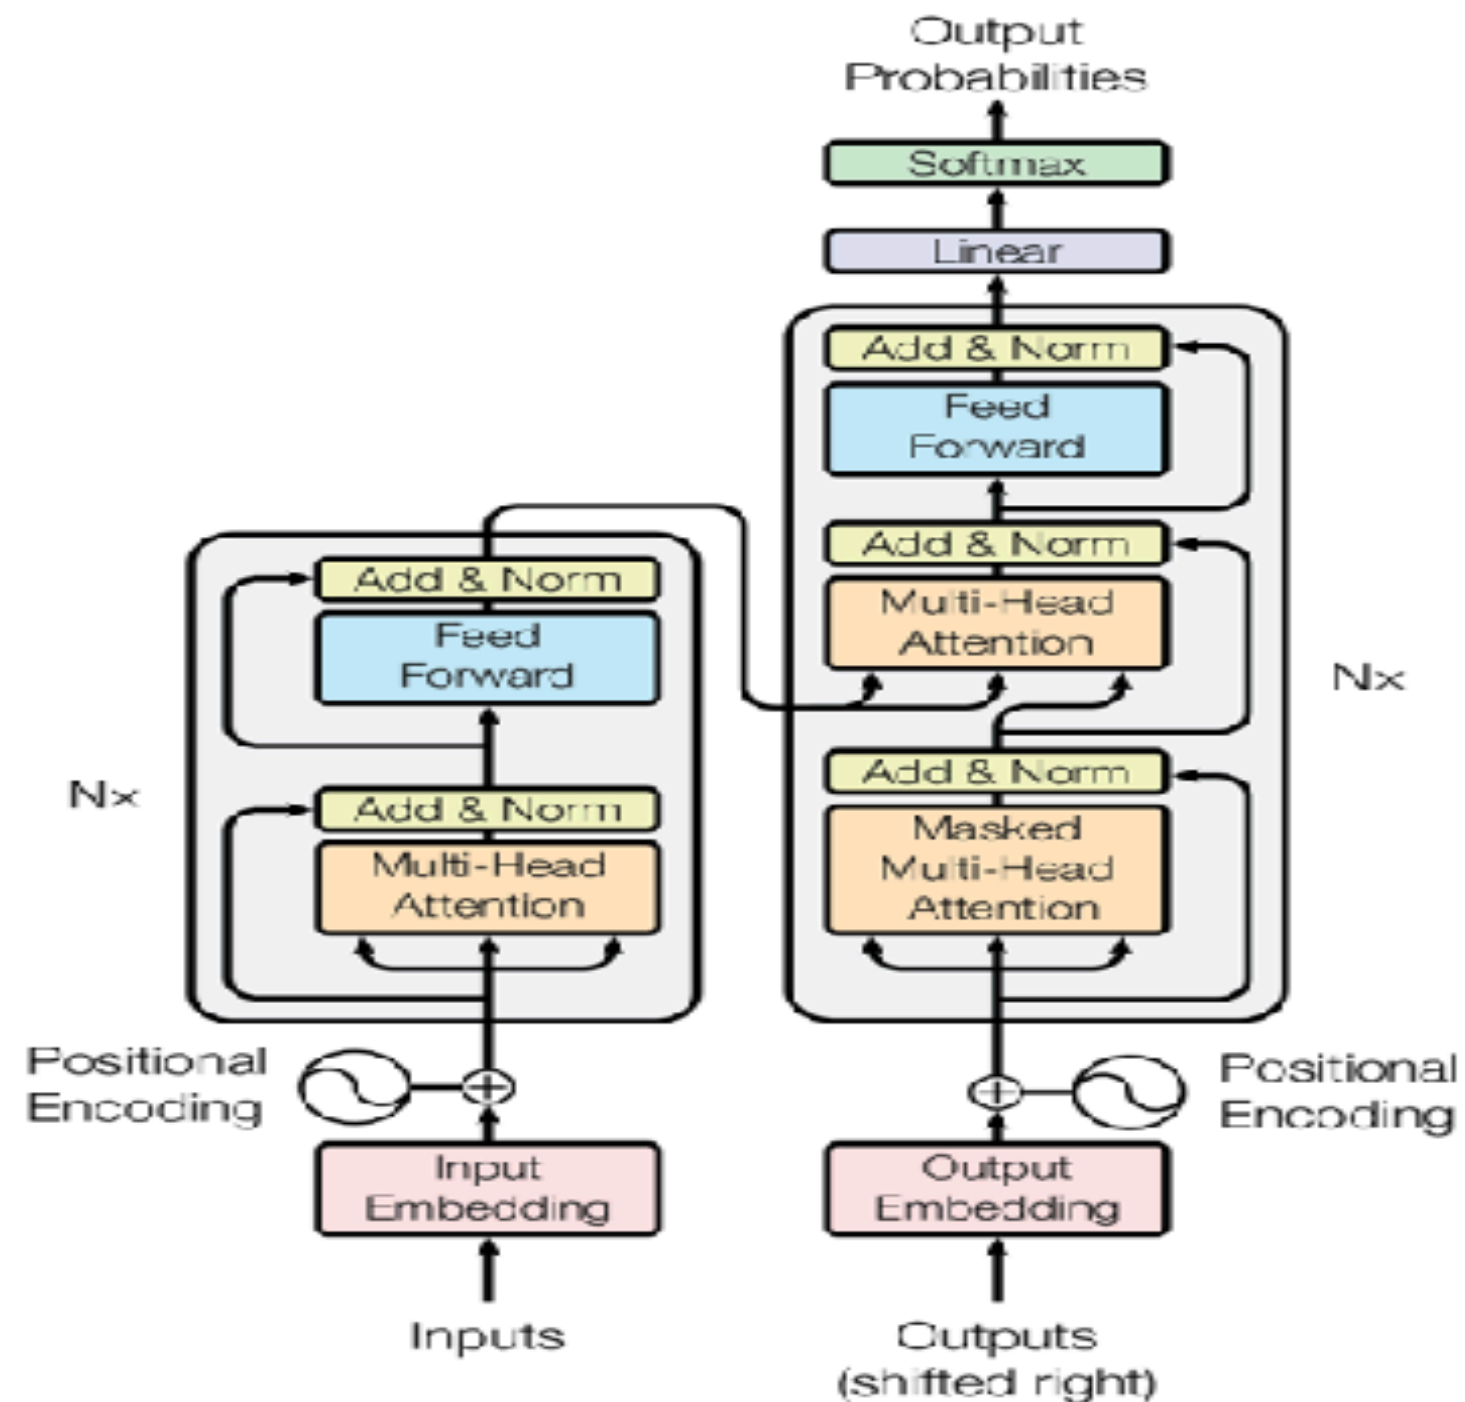 Output
Probabilities
Softmax
Linear
Add & Norm
Feed
Forward
Add & Norm
Multi-Head
Attention
Nx
Add & Norm
Masked
Multi-Head
Attention
Add & Norm
Feed
Forward
Nx
Add & Norm
Multi-Head
Attention
Positional
Encoding
Positional
Encoding
Input
Embedding
Output
Embedding
Inputs
Outputs
(shifted right)